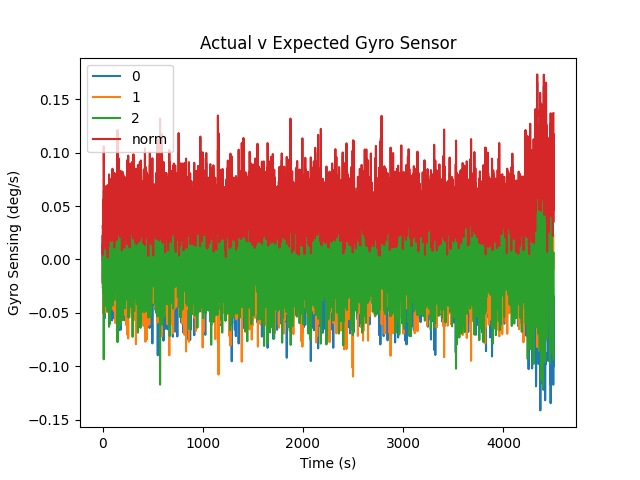 Actual v Expected Gyro Sensor
0
1
2
norm
0.15
0.10
0.05
0.00
−0.05
−0.10
−0.15
Gyro Sensing (deg/s)
0 1000 2000 3000 4000
Time (s)